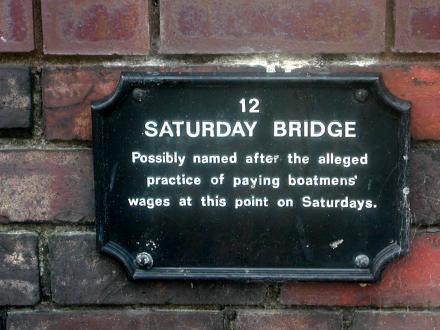 12
SATURDAY BRIDGE
Possibly named after the alleged
practice of paying boatmens'
wages at this point on Saturdays.